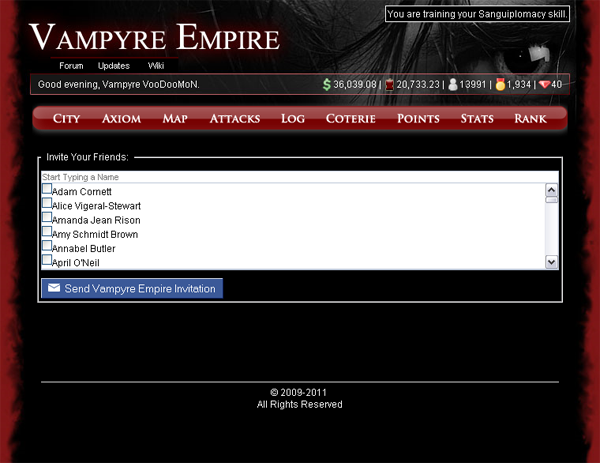 You are training your Sanguiplomacy skill.
VAMPYRE EMPIRE
Forum Updates Wiki
Good evening, Vampyre VooDooMoN. $ 36,039.08 | 20,733.23 | 13991 | 1,934 | 40
CITY AXIOM MAP ATTACKS LOG COTERIE POINTS STATS RANK
Invite Your Friends:
Start Typing a Name
Adam Cornett
Alice Vigeral-Stewart
Amanda Jean Rison
Amy Schmidt Brown
Annabel Butler
April O'Neil
Send Vampyre Empire Invitation
© 2009-2011
All Rights Reserved